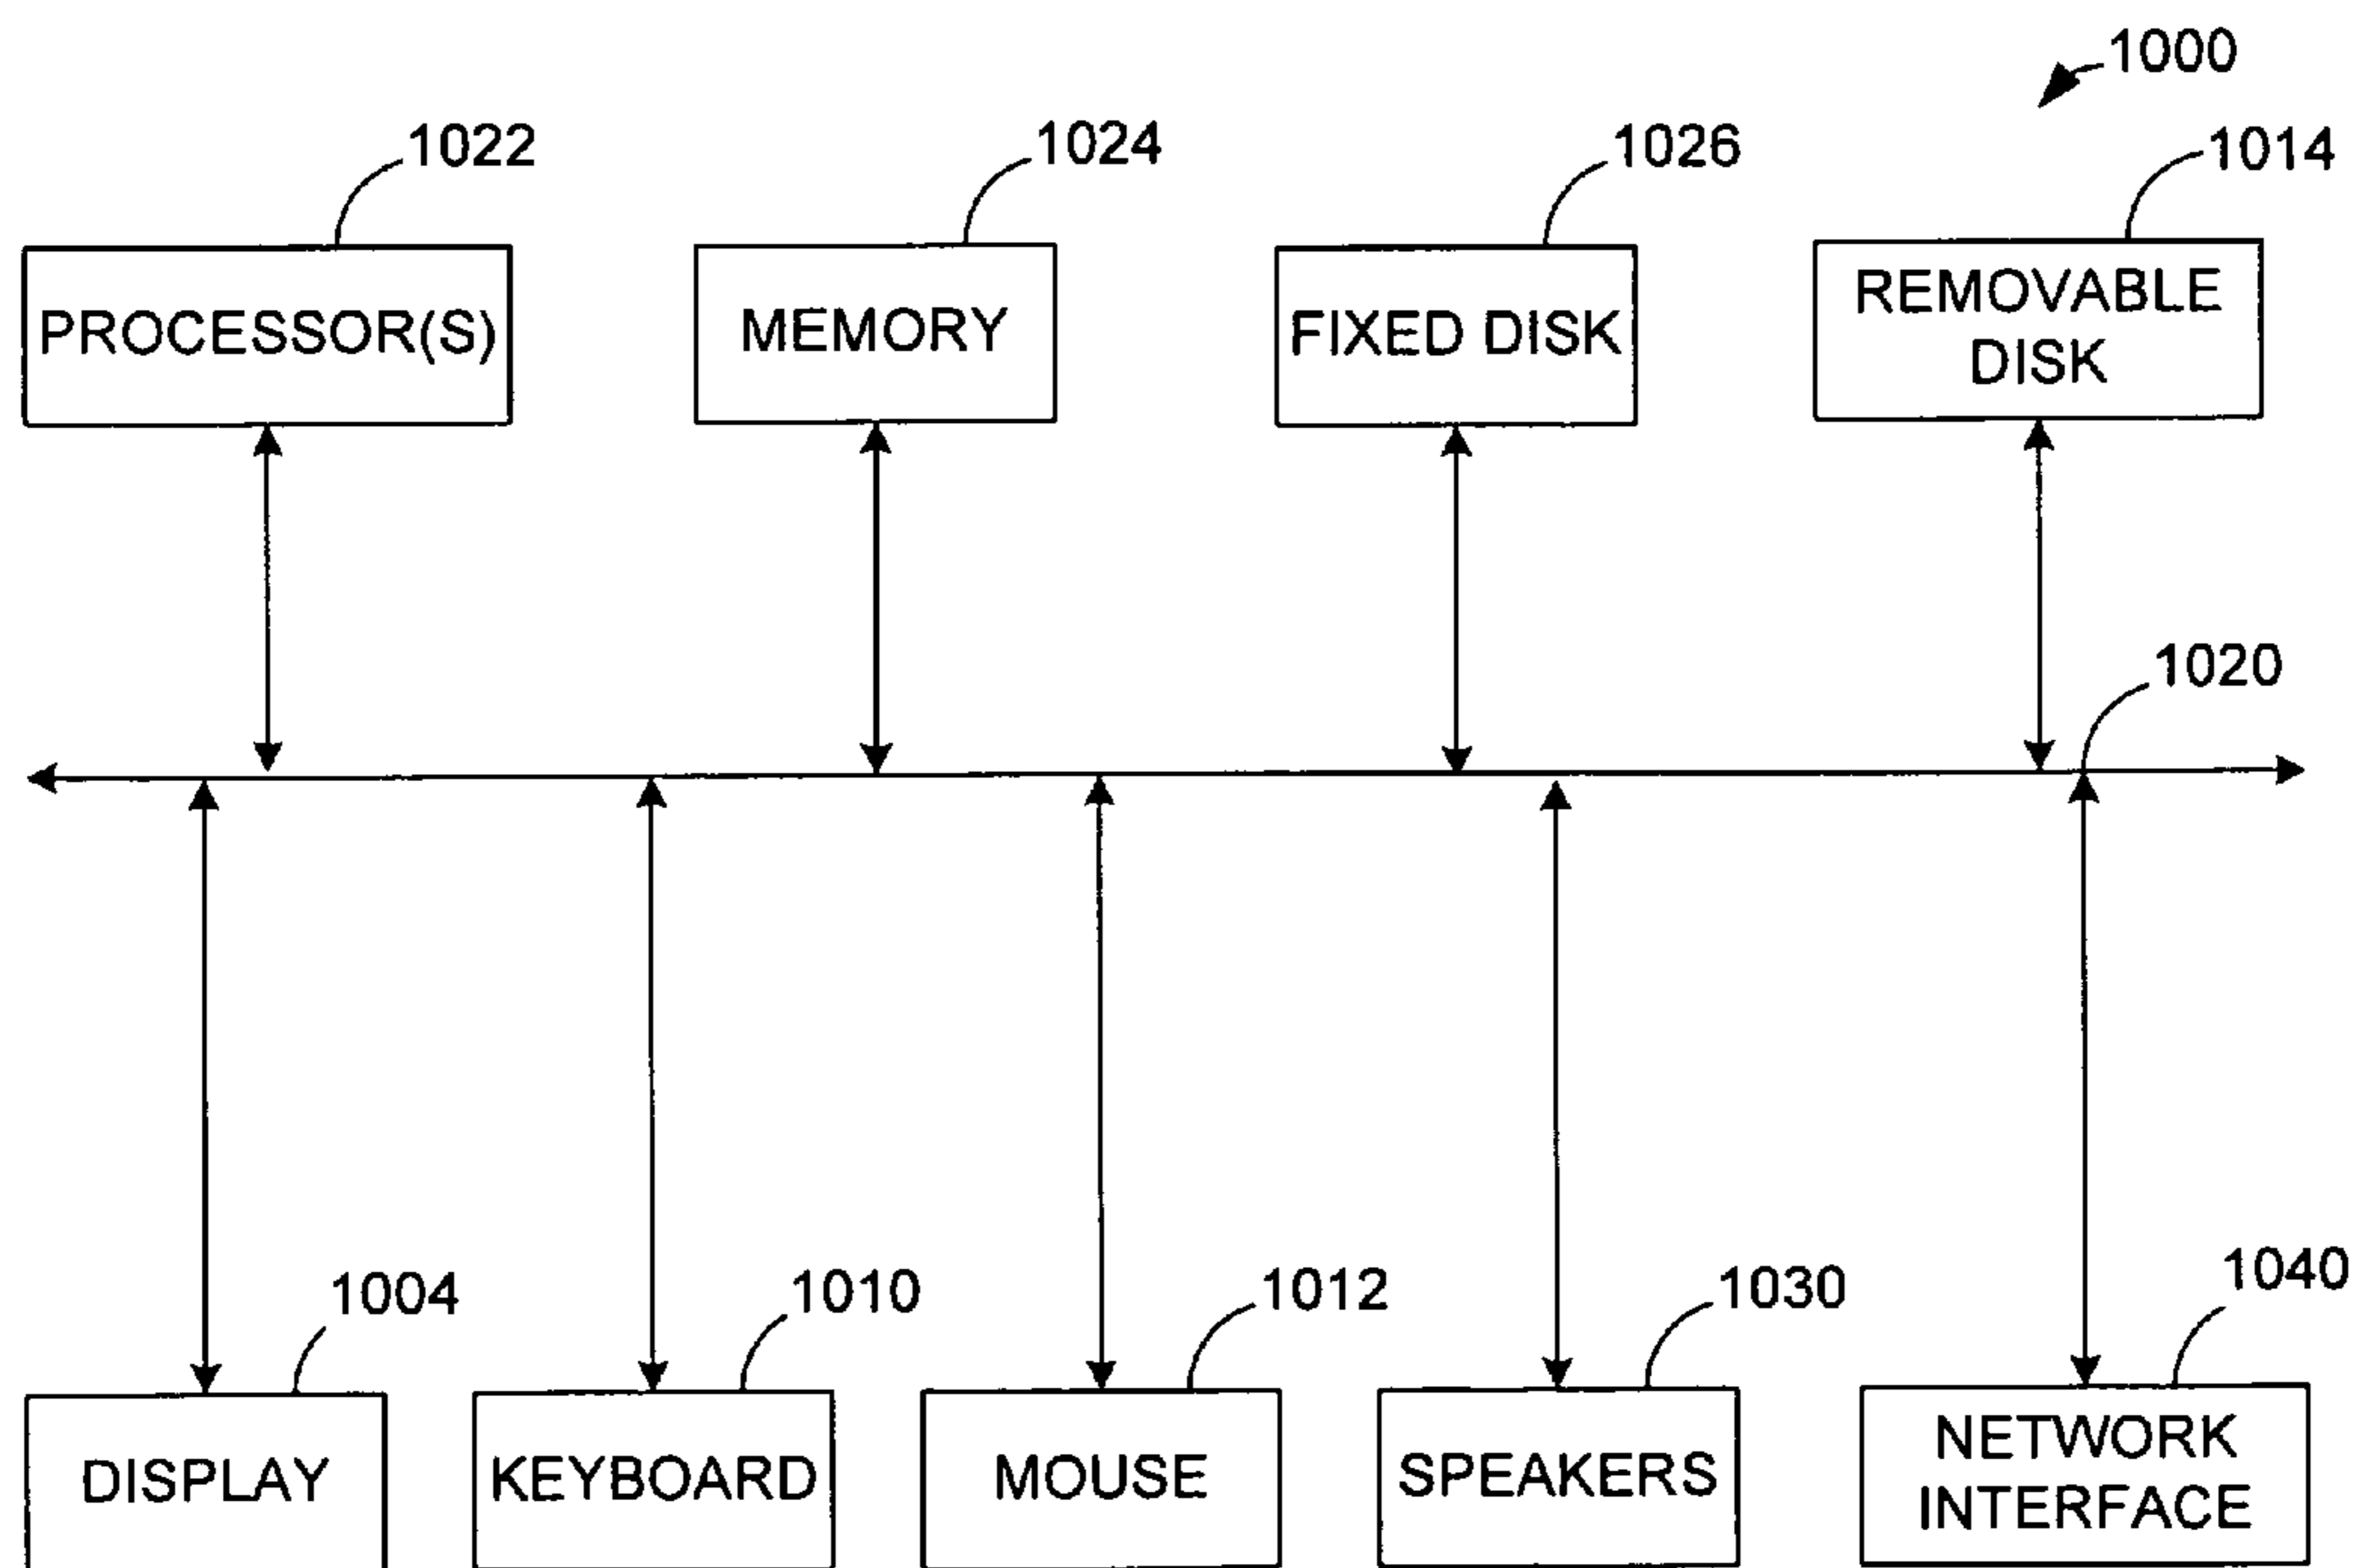 1000
1022
1024
1026
1014
PROCESSOR(S)
MEMORY
FIXED DISK
REMOVABLE
DISK
1020
1004
1010
1012
1030
1040
DISPLAY
KEYBOARD
MOUSE
SPEAKERS
NETWORK
INTERFACE